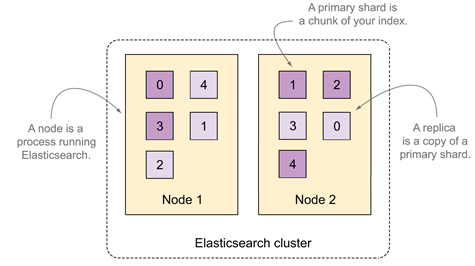 A primary shard is
a chunk of your index.
0 4
1 2
3 1
3 0
2
4
A node is a
process running
Elasticsearch.
A replica
is a copy of a
primary shard.
Node 1
Node 2
Elasticsearch cluster